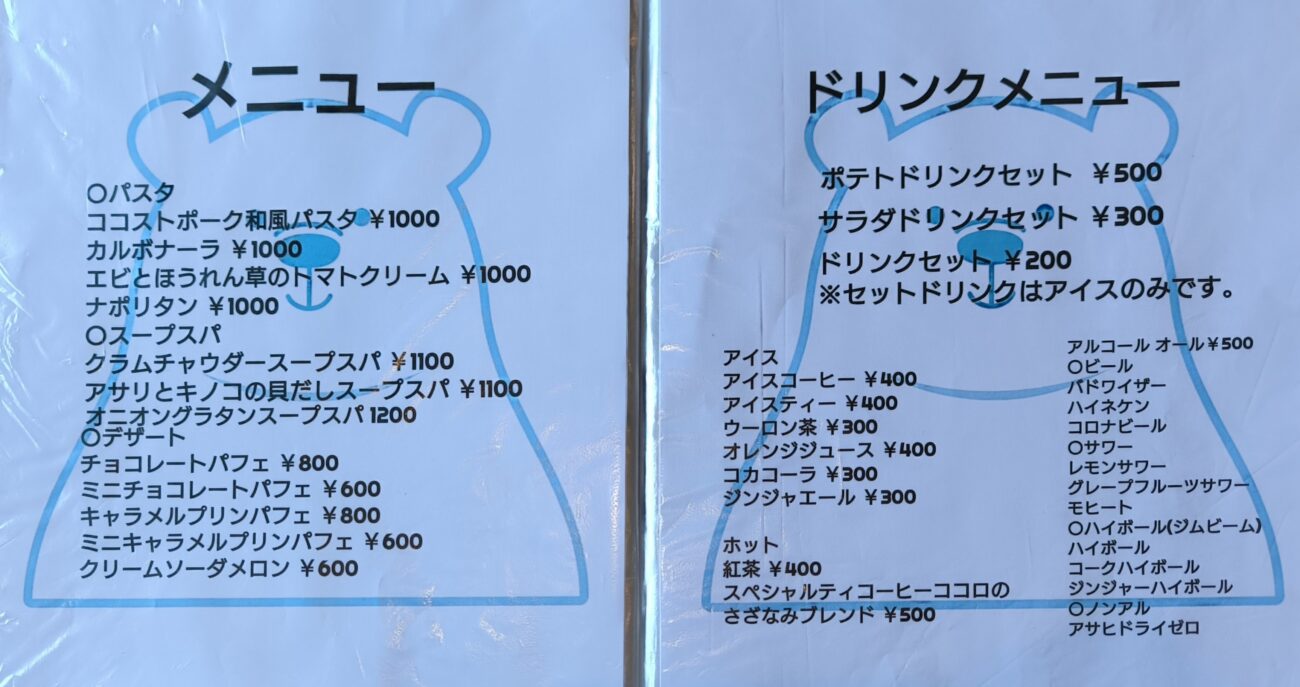 メニュー
〇パスタ
ココストポーク和風パスタ ￥1000
カルボナーラ ￥1000
エビとほうれん草のトマトクリーム ￥1000
ナポリタン ￥1000
〇スープスパ
クラムチャウダースープスパ ￥1100
アサリとキノコの貝だしスープスパ ￥1100
オニオングラタンスープスパ 1200
〇デザート
チョコレートパフェ ￥800
ミニチョコレートパフェ ￥600
キャラメルプリンパフェ ￥800
ミニキャラメルプリンパフェ ￥600
クリームソーダメロン ￥600
ドリンクメニュー
ポテトドリンクセット ￥500
サラダドリンクセット ￥300
ドリンクセット ￥200
※セットドリンクはアイスのみです。
アイス
アイスコーヒー ￥400
アイスティー ￥400
ウーロン茶 ￥300
オレンジジュース ￥400
コカコーラ ￥300
ジンジャエール ￥300
ホット
紅茶 ￥400
スペシャルティコーヒーココロの
さざなみブレンド ￥500
アルコール オール￥500
〇ビール
バドワイザー
ハイネケン
コロナビール
〇サワー
レモンサワー
グレープフルーツサワー
モヒート
〇ハイボール(ジムビーム)
ハイボール
コークハイボール
ジンジャーハイボール
〇ノンアル
アサヒドライゼロ